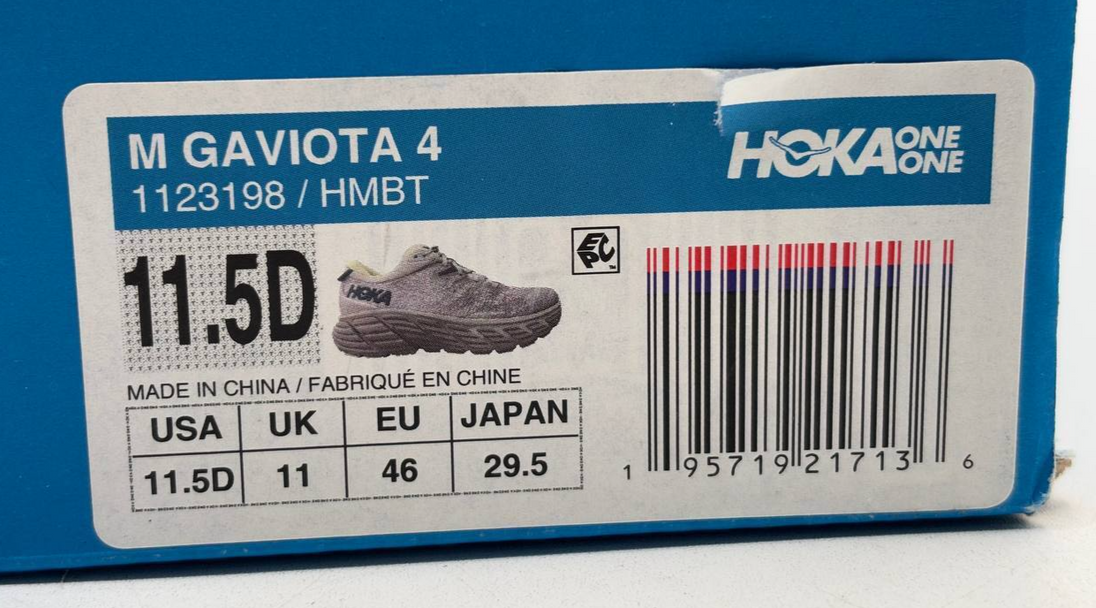 M GAVIOTA 4
1123198 / HMBT
HOKA ONE ONE
11.5D
HOKA
EPC™
MADE IN CHINA / FABRIQUÉ EN CHINE
USA UK EU JAPAN
11.5D 11 46 29.5
1 95719 21713 6